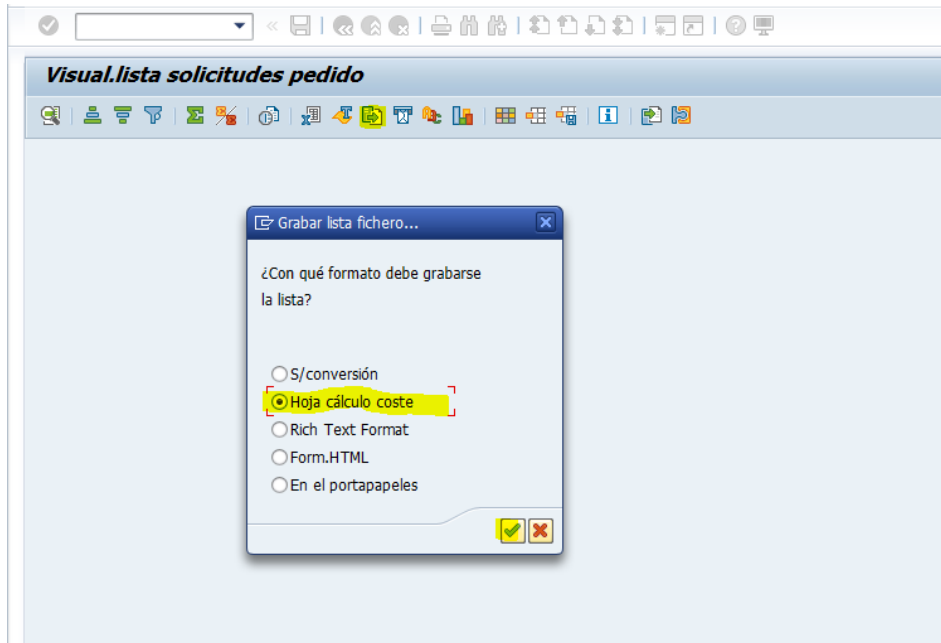 Visual.lista solicitudes pedido
Grabar lista fichero...
¿Con qué formato debe grabarse
la lista?
S/conversión
Hoja cálculo coste
Rich Text Format
Form.HTML
En el portapapeles